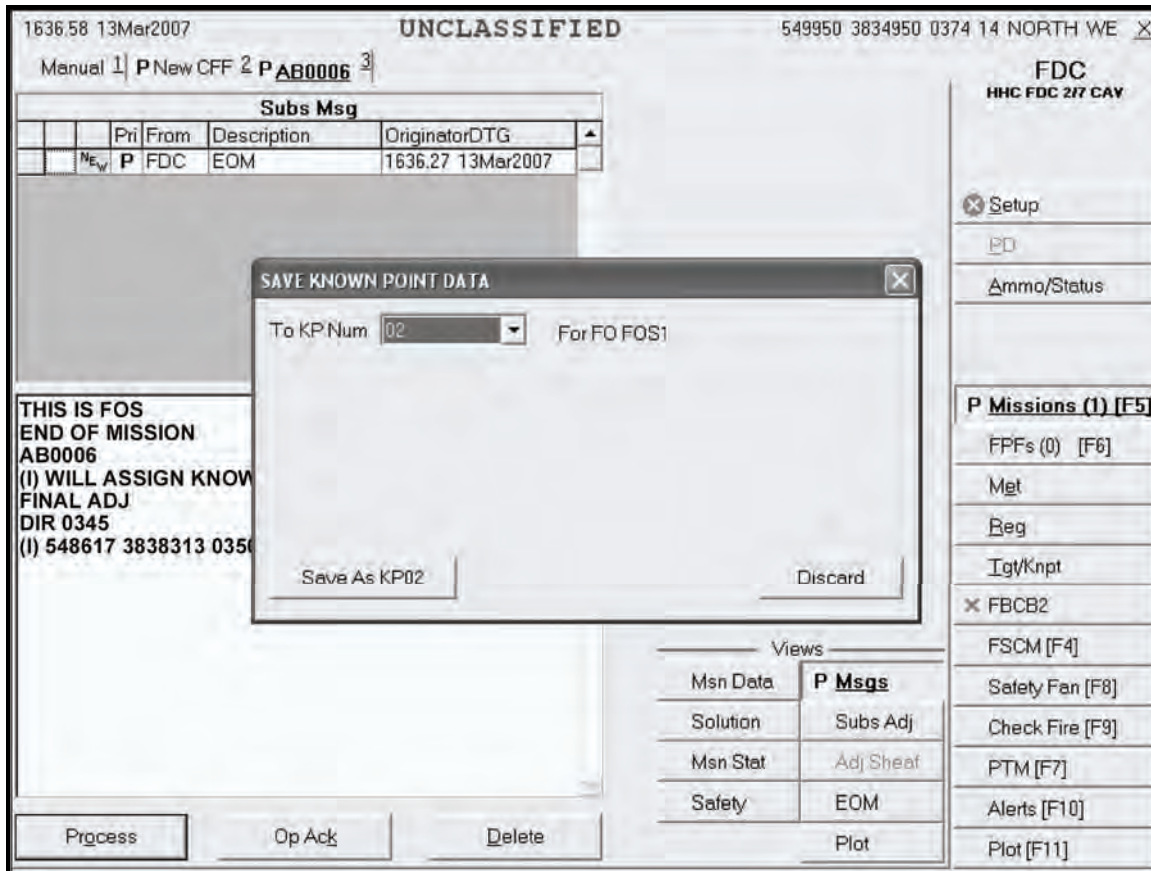 1636.58 13Mar2007 UNCLASSIFIED 549950 3834950 0374 14 NORTH WE X
Manual 1 P New CFF 2 P AB0006 3
FDC
HHC FDC 2/7 CAV
Subs Msg
Pri From Description OriginatorDTG
NEW P FDC EOM 1636.27 13Mar2007
Setup
PD
Ammo/Status
SAVE KNOWN POINT DATA
To KP Num 02 For FO FOS1
Save As KP02 Discard
THIS IS FOS
END OF MISSION
AB0006
(I) WILL ASSIGN KNOW
FINAL ADJ
DIR 0345
(I) 548617 3838313 0350
P Missions (1) [F5]
FPFs (0) [F6]
Met
Reg
Tgt/Knpt
FBCB2
FSCM [F4]
Safety Fan [F8]
Check Fire [F9]
PTM [F7]
Alerts [F10]
Plot [F11]
Views
Msn Data P Msgs
Solution Subs Adj
Msn Stat Adj Sheaf
Safety EOM
Plot
Process Op Ack Delete